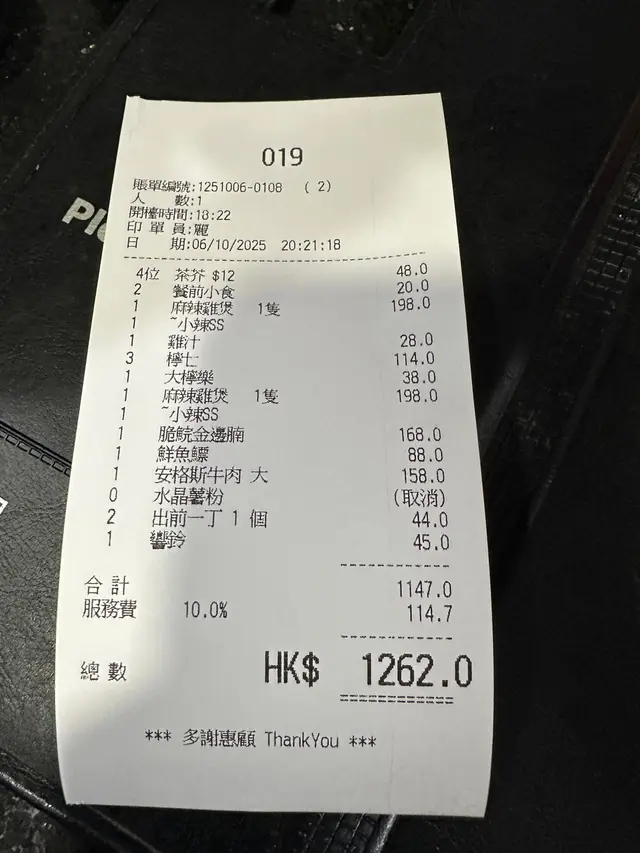 019
賬單編號:1251006-0108 (2)
人 數:1
開檯時間:18:22
印單員:麗
日 期:06/10/2025 20:21:18
4位 茶芥 $12 48.0
2 餐前小食 20.0
1 麻辣雞煲 1隻 198.0
1 ~小辣SS
1 雞汁 28.0
3 檸七 114.0
1 大檸樂 38.0
1 麻辣雞煲 1隻 198.0
1 ~小辣SS
1 脆鯇金邊腩 168.0
1 鮮魚鰾 88.0
1 安格斯牛肉 大 158.0
0 水晶薯粉 (取消)
2 出前一丁 1 個 44.0
1 響鈴 45.0
合計 1147.0
服務費 10.0% 114.7
總數 HK$ 1262.0
*** 多謝惠顧 ThankYou ***